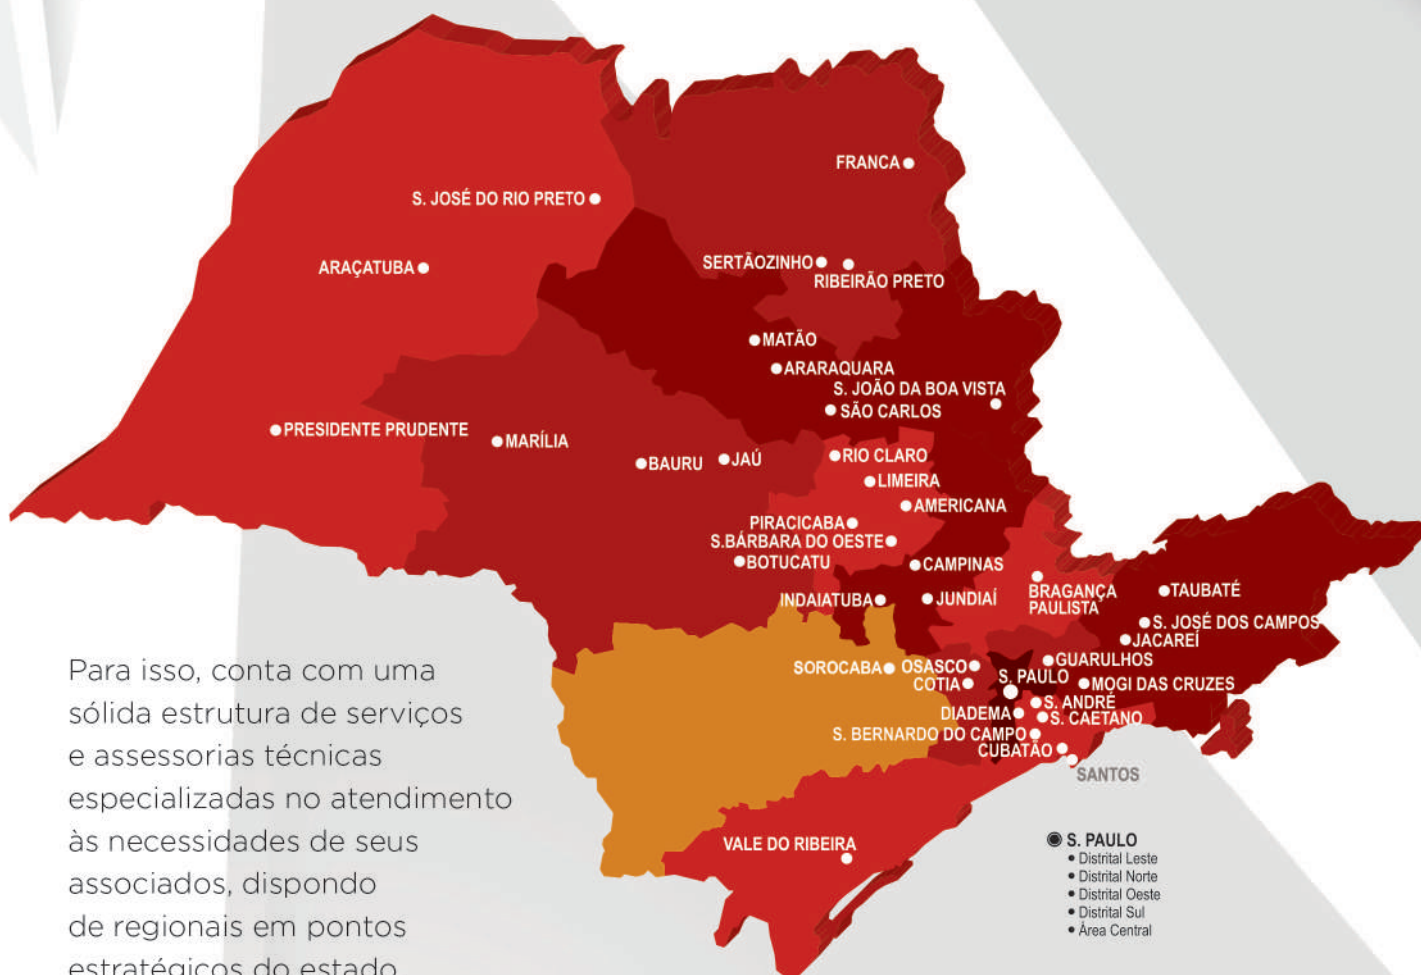 FRANCA
S. JOSÉ DO RIO PRETO
ARAÇATUBA
SERTÃOZINHO
RIBEIRÃO PRETO
MATÃO
ARARAQUARA
S. JOÃO DA BOA VISTA
SÃO CARLOS
PRESIDENTE PRUDENTE
MARÍLIA
BAURU
JAÚ
RIO CLARO
LIMEIRA
AMERICANA
PIRACICABA
S.BÁRBARA DO OESTE
BOTUCATU
CAMPINAS
INDAIATUBA
JUNDIAÍ
BRAGANÇA
PAULISTA
TAUBATÉ
S. JOSÉ DOS CAMPOS
JACAREÍ
GUARULHOS
SOROCABA
OSASCO
S. PAULO
COTIA
MOGI DAS CRUZES
S. ANDRÉ
DIADEMA
S. CAETANO
S. BERNARDO DO CAMPO
CUBATÃO
SANTOS
VALE DO RIBEIRA
S. PAULO
• Distrital Leste
• Distrital Norte
• Distrital Oeste
• Distrital Sul
• Área Central
Para isso, conta com uma
sólida estrutura de serviços
e assessorias técnicas
especializadas no atendimento
às necessidades de seus
associados, dispondo
de regionais em pontos
estratégicos do estado